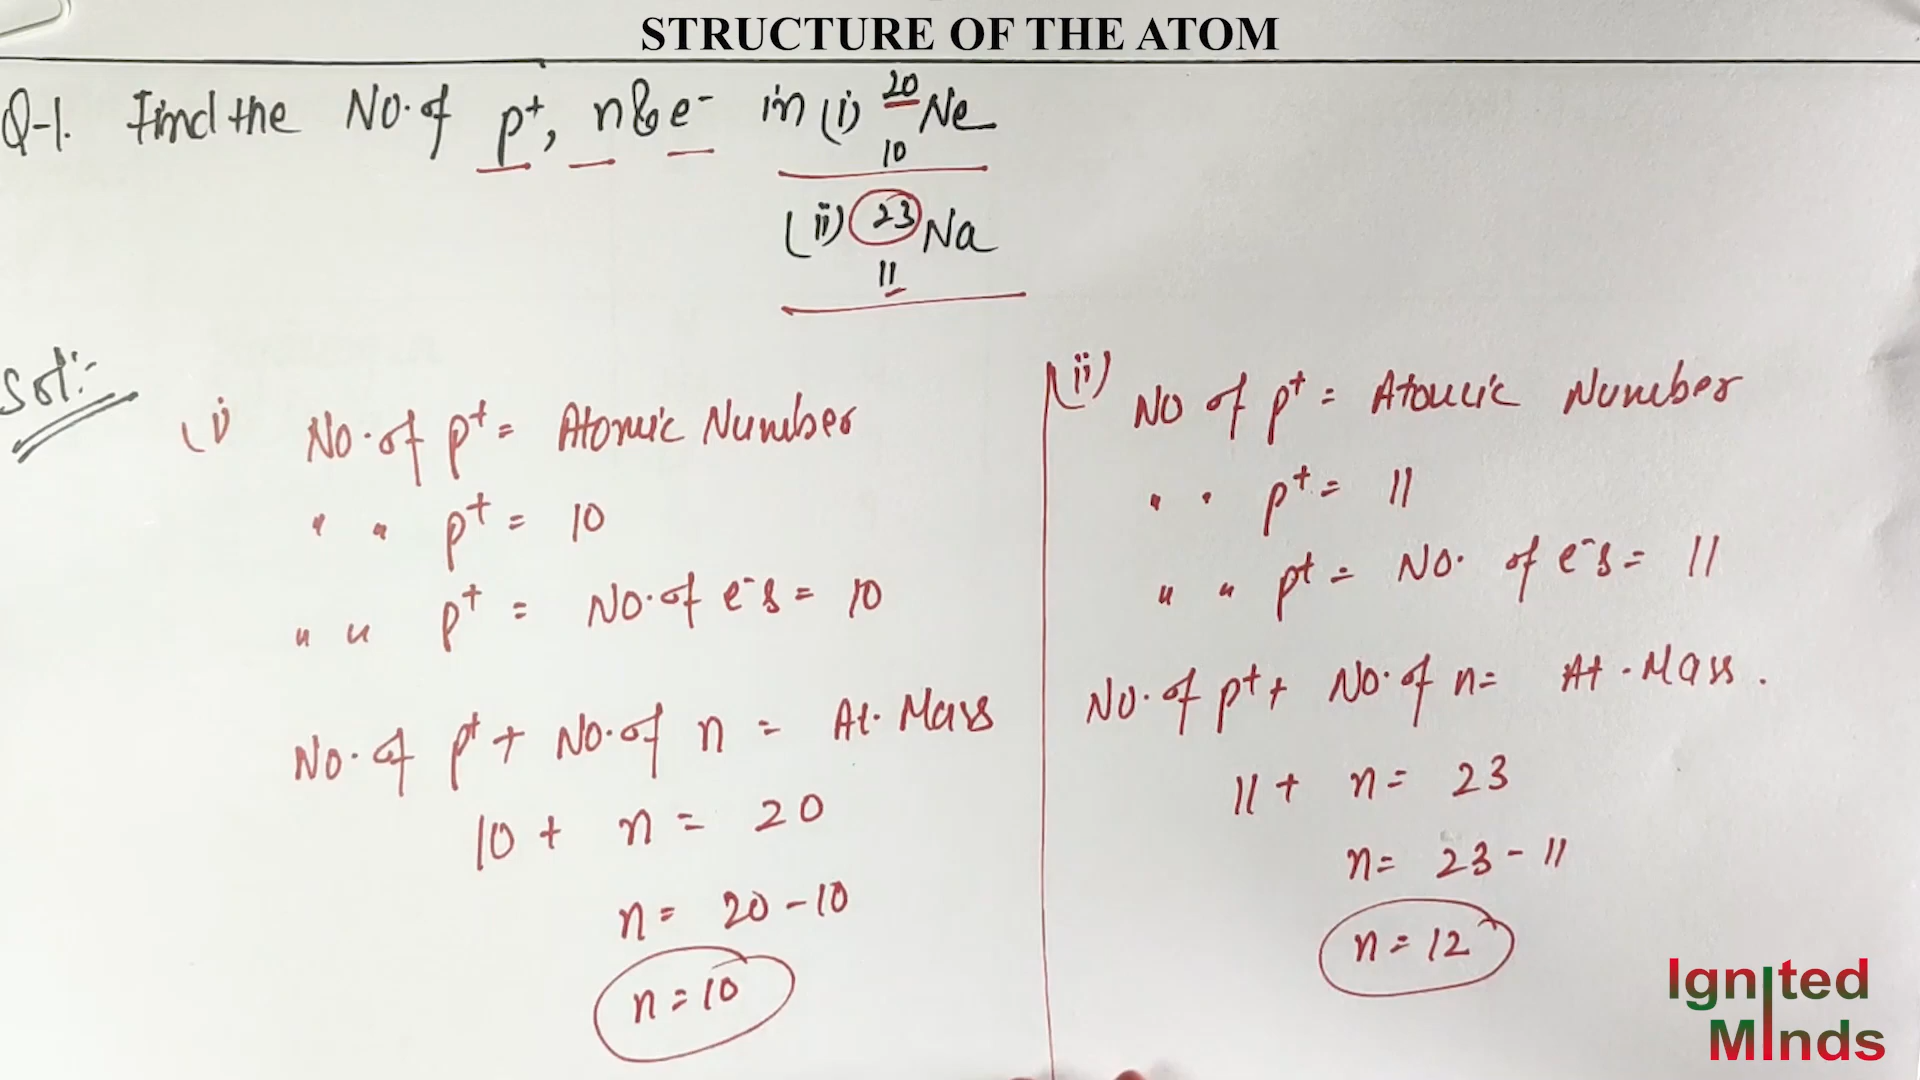 STRUCTURE OF THE ATOM
Q-1. Find the No. of p+, n & e- in (i) 20 Ne
10
(ii) 23 Na
11
Sol:-
(i) No. of p+ = Atomic Number
" " p+ = 10
" " p+ = No. of e-s = 10
No. of p+ + No. of n = At. Mass
10 + n = 20
n = 20 - 10
n = 10
(ii) No of p+ = Atomic Number
" " p+ = 11
" " p+ = No. of e-s = 11
No. of p+ + No. of n = At. Mass.
11 + n = 23
n = 23 - 11
n = 12
Ignited
Minds